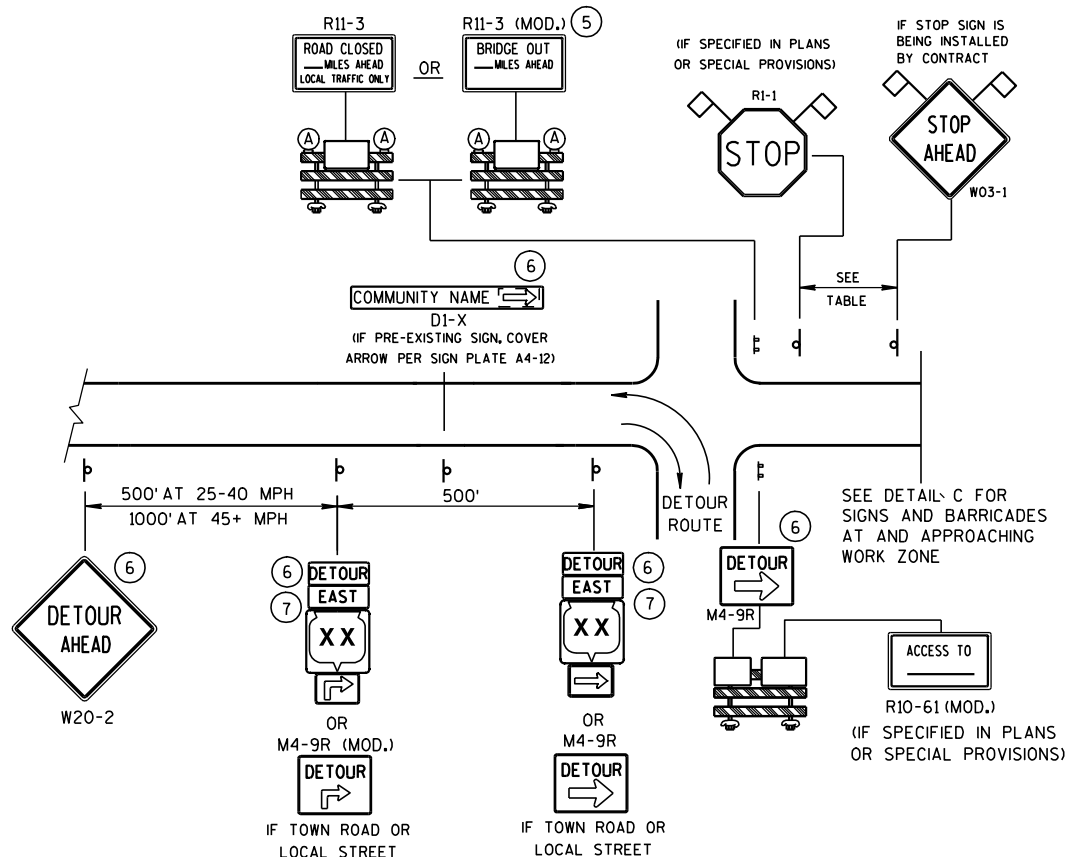 R11-3
ROAD CLOSED
MILES AHEAD
LOCAL TRAFFIC ONLY
OR
R11-3 (MOD.)
5
BRIDGE OUT
MILES AHEAD
A
A
A
A
(IF SPECIFIED IN PLANS
OR SPECIAL PROVISIONS)
R1-1
STOP
IF STOP SIGN IS
BEING INSTALLED
BY CONTRACT
STOP
AHEAD
W03-1
SEE
TABLE
6
COMMUNITY NAME
D1-X
(IF PRE-EXISTING SIGN, COVER
ARROW PER SIGN PLATE A4-12)
500' AT 25-40 MPH
1000' AT 45+ MPH
500'
DETOUR
ROUTE
SEE DETAIL C FOR
SIGNS AND BARRICADES
AT AND APPROACHING
WORK ZONE
6
DETOUR
AHEAD
W20-2
6
7
DETOUR
EAST
XX
OR
M4-9R (MOD.)
DETOUR
IF TOWN ROAD OR
LOCAL STREET
DETOUR
EAST
XX
6
7
OR
M4-9R
DETOUR
IF TOWN ROAD OR
LOCAL STREET
6
DETOUR
M4-9R
ACCESS TO
R10-61 (MOD.)
(IF SPECIFIED IN PLANS
OR SPECIAL PROVISIONS)